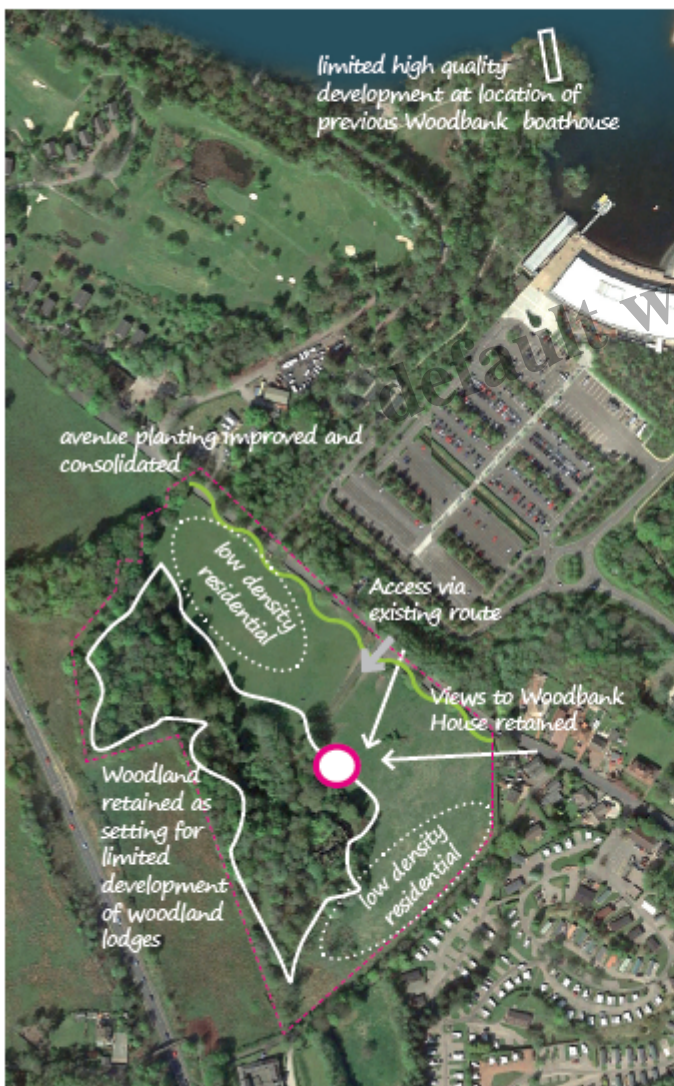 limited high quality
development at location of
previous Woodbank boathouse
default w
avenue planting improved and
consolidated
low density
residential
Access via
existing route
Views to Woodbank
House retained
Woodland
retained as
setting for
limited
development
of woodland
lodges
low density
residential